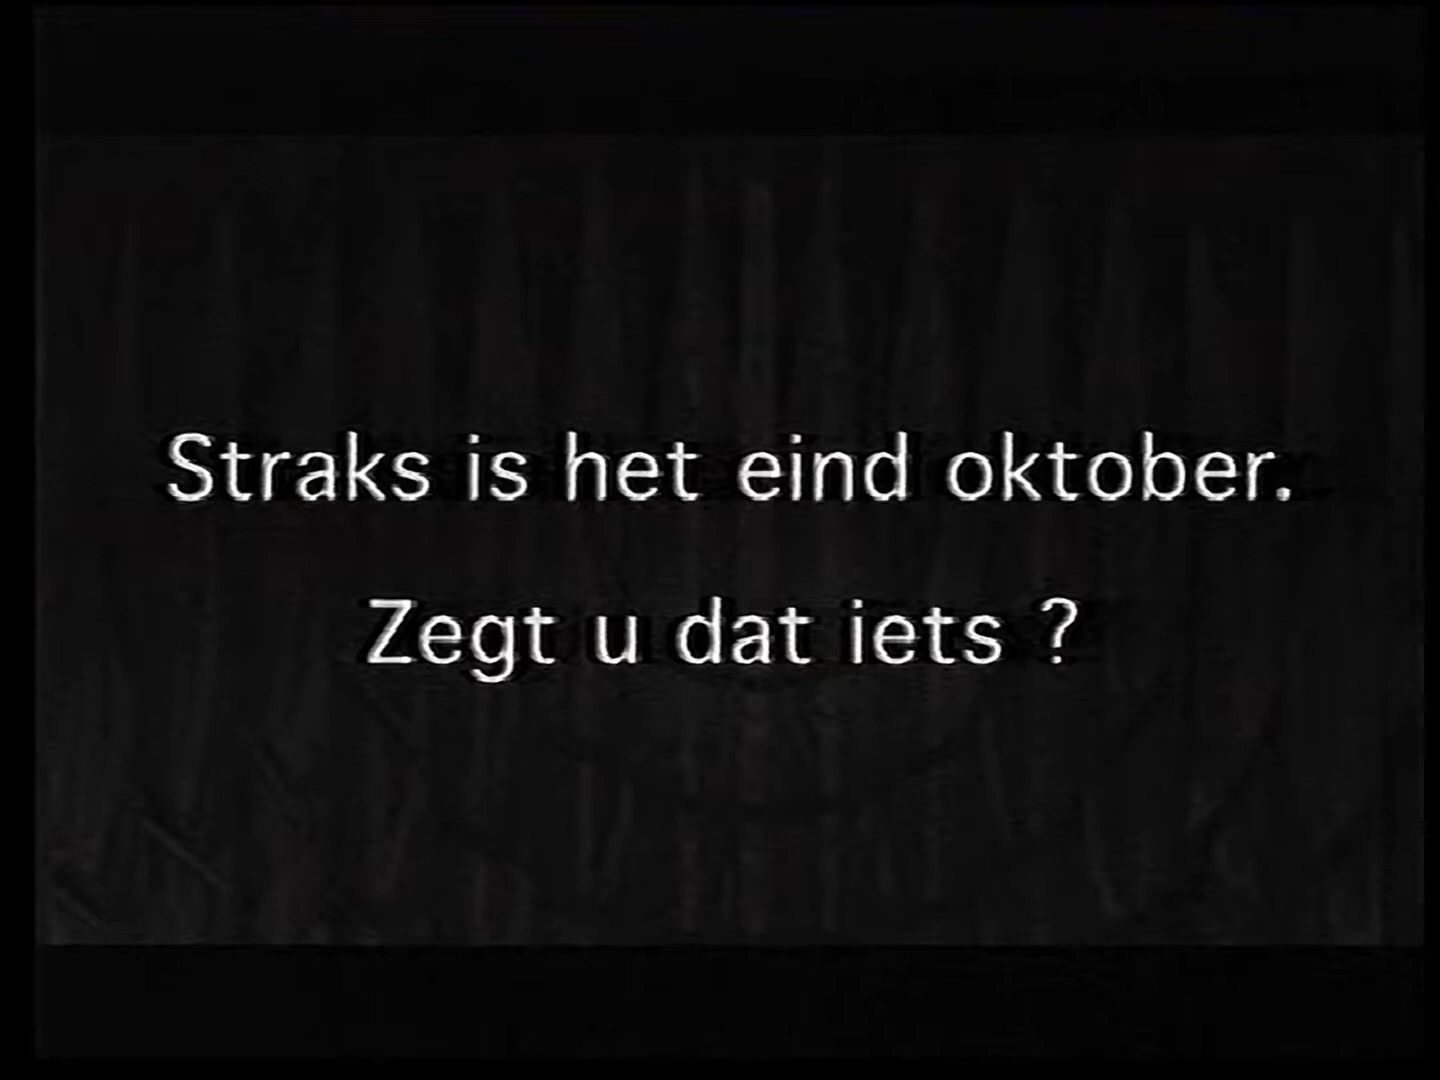 Straks is het eind oktober.
Zegt u dat iets ?